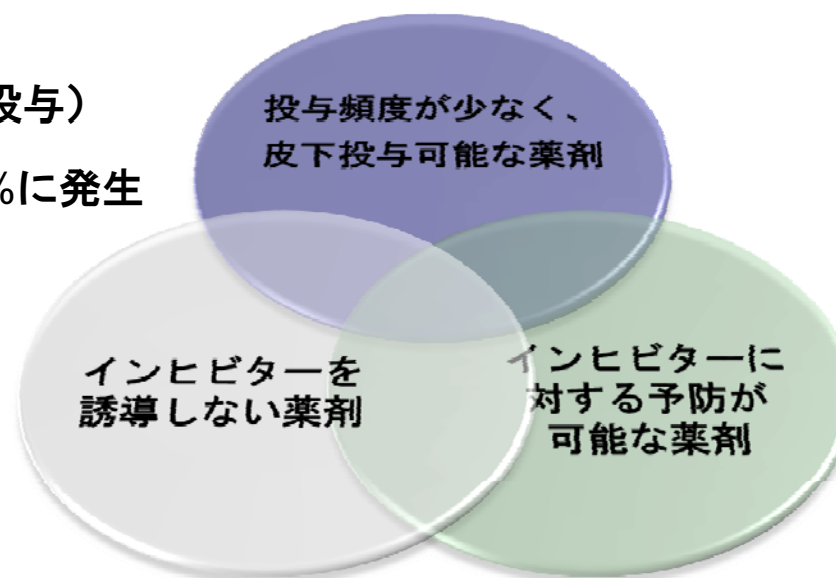 投与)
%に発生
投与頻度が少なく、
皮下投与可能な薬剤
インヒビターを
誘導しない薬剤
インヒビターに
対する予防が
可能な薬剤